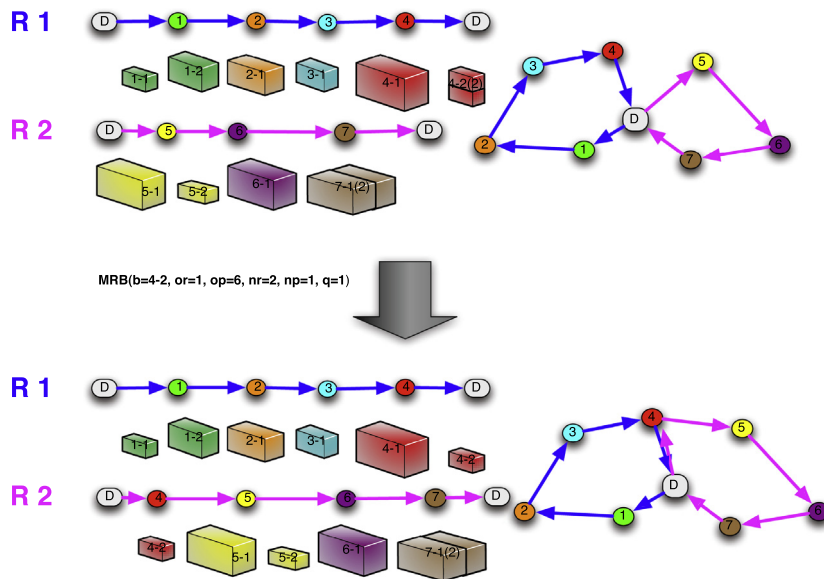 R 1 D 1 2 3 4 D
1-1 1-2 2-1 3-1 4-1 4-2(2)
R 2 D 5 6 7 D
5-1 5-2 6-1 7-1(2)
4
3
5
D
2
1
6
7
MRB(b=4-2, or=1, op=6, nr=2, np=1, q=1)
R 1 D 1 2 3 4 D
1-1 1-2 2-1 3-1 4-1 4-2
R 2 D 4 5 6 7 D
4-2 5-1 5-2 6-1 7-1(2)
4
3
5
D
2
1
6
7